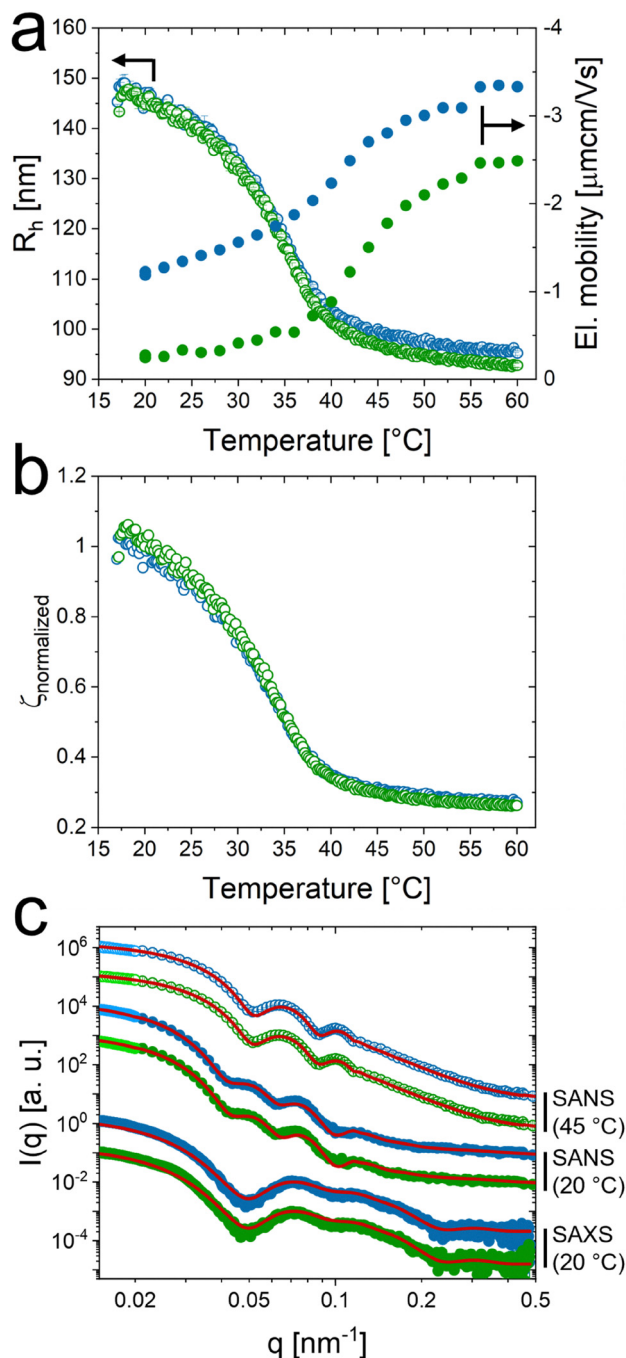 a
160
150
140
130
120
110
100
90
R_h [nm]
-4
-3
-2
-1
0
El. mobility [µmcm/Vs]
15 20 25 30 35 40 45 50 55 60
Temperature [°C]
b
1.2
1
0.8
0.6
0.4
0.2
ζ_normalized
15 20 25 30 35 40 45 50 55 60
Temperature [°C]
c
10^6
10^4
10^2
10^0
10^-2
10^-4
I(q) [a. u.]
SANS
(45 °C)
SANS
(20 °C)
SAXS
(20 °C)
0.02 0.05 0.1 0.5
q [nm^-1]